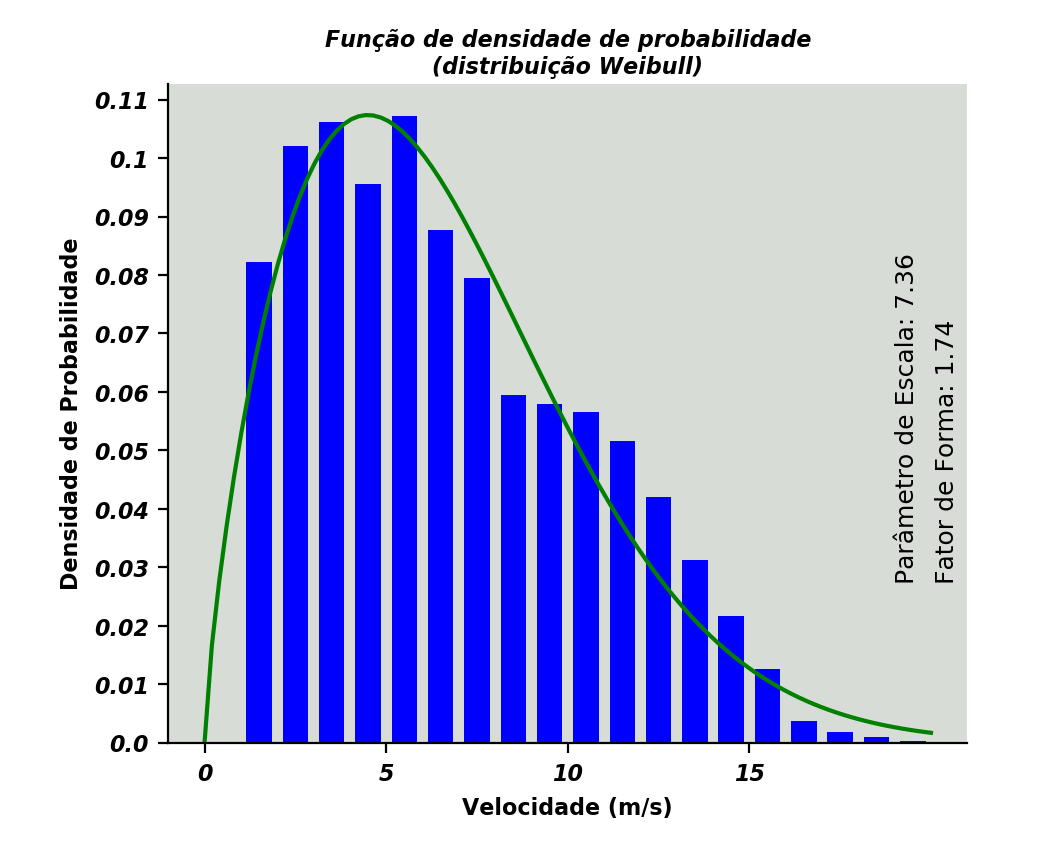 Função de densidade de probabilidade
(distribuição Weibull)
Densidade de Probabilidade
0.11
0.1
0.09
0.08
0.07
0.06
0.05
0.04
0.03
0.02
0.01
0.0
0
5
10
15
Velocidade (m/s)
Parâmetro de Escala: 7.36
Fator de Forma: 1.74